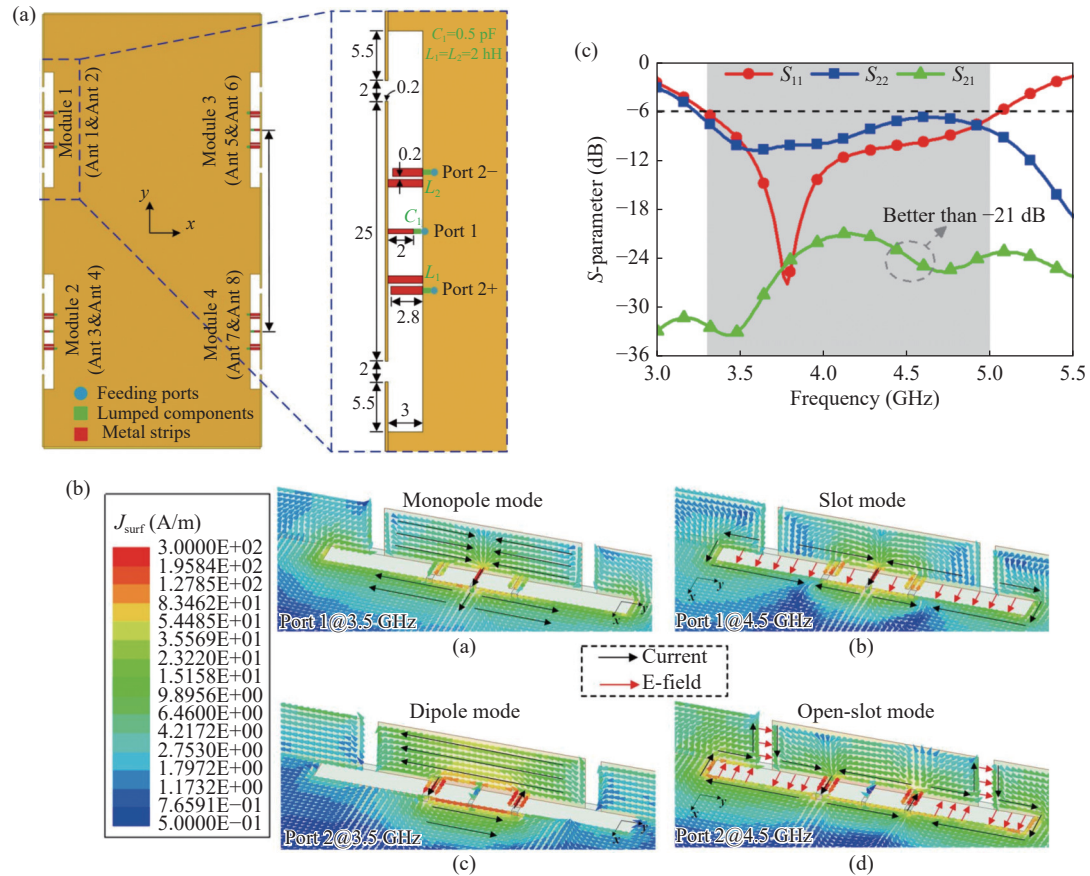 (a)
Module 1
(Ant 1&Ant 2)
Module 3
(Ant 5&Ant 6)
y
x
Module 2
(Ant 3&Ant 4)
Module 4
(Ant 7&Ant 8)
Feeding ports
Lumped components
Metal strips
C1=0.5 pF
L1=L2=2 hH
5.5
2
0.2
0.2
Port 2−
L2
C1
25
2
Port 1
L1
Port 2+
2.8
2
5.5
3
(c)
S11
S22
S21
0
−6
−12
−18
−24
−30
−36
S-parameter (dB)
Better than −21 dB
3.0
3.5
4.0
4.5
5.0
5.5
Frequency (GHz)
(b)
Jsurf (A/m)
3.0000E+02
1.9584E+02
1.2785E+02
8.3462E+01
5.4485E+01
3.5569E+01
2.3220E+01
1.5158E+01
9.8956E+00
6.4600E+00
4.2172E+00
2.7530E+00
1.7972E+00
1.1732E+00
7.6591E−01
5.0000E−01
Monopole mode
y
x
Port 1@3.5 GHz
(a)
Slot mode
y
x
Port 1@4.5 GHz
(b)
Current
E-field
Dipole mode
y
x
Port 2@3.5 GHz
(c)
Open-slot mode
y
x
Port 2@4.5 GHz
(d)